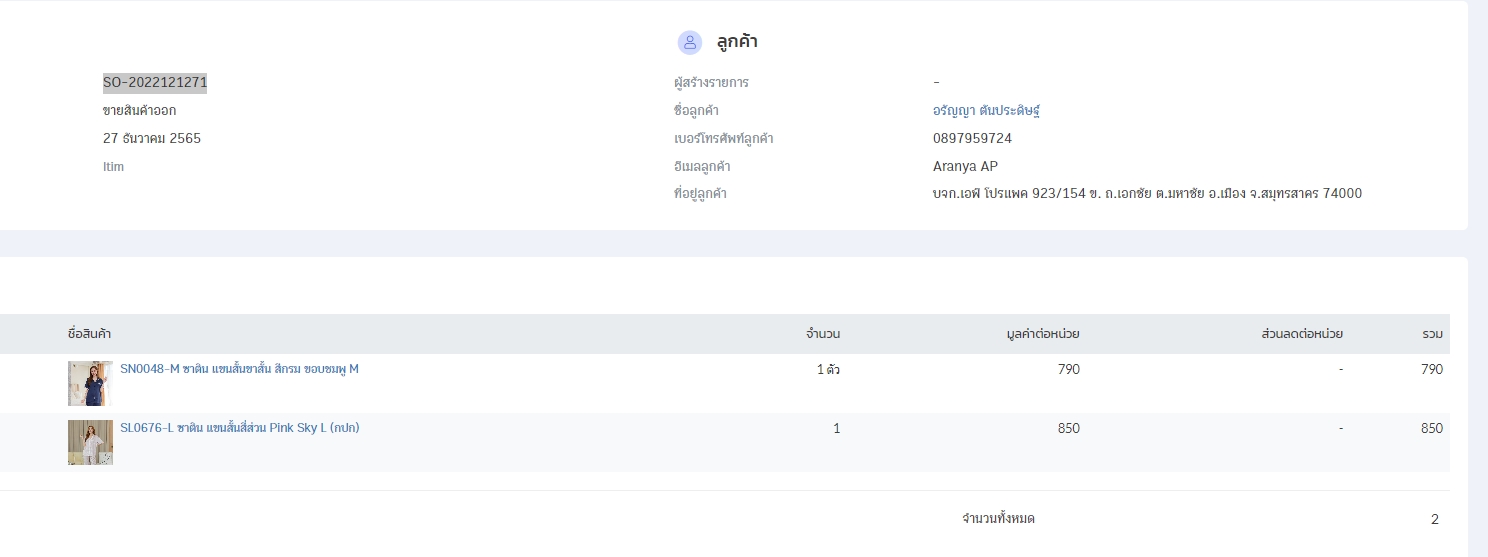 ลูกค้า
SO-2022121271
ขายสินค้าออก
27 ธันวาคม 2565
Itim
ผู้สร้างรายการ -
ชื่อลูกค้า อรัญญา ตันประดิษฐ์
เบอร์โทรศัพท์ลูกค้า 0897959724
อีเมลลูกค้า Aranya AP
ที่อยู่ลูกค้า บจก.เอฟ์ โปรแพค 923/154 ข. ถ.เอกชัย ต.มหาชัย อ.เมือง จ.สมุทรสาคร 74000
ชื่อสินค้า จำนวน มูลค่าต่อหน่วย ส่วนลดต่อหน่วย รวม
SN0048-M ซาติน แขนสั้นขาสั้น สีกรม ขอบชมพู M 1 ตัว 790 - 790
SL0676-L ซาติน แขนสั้นสี่ส่วน Pink Sky L (กปก) 1 850 - 850
จำนวนทั้งหมด 2